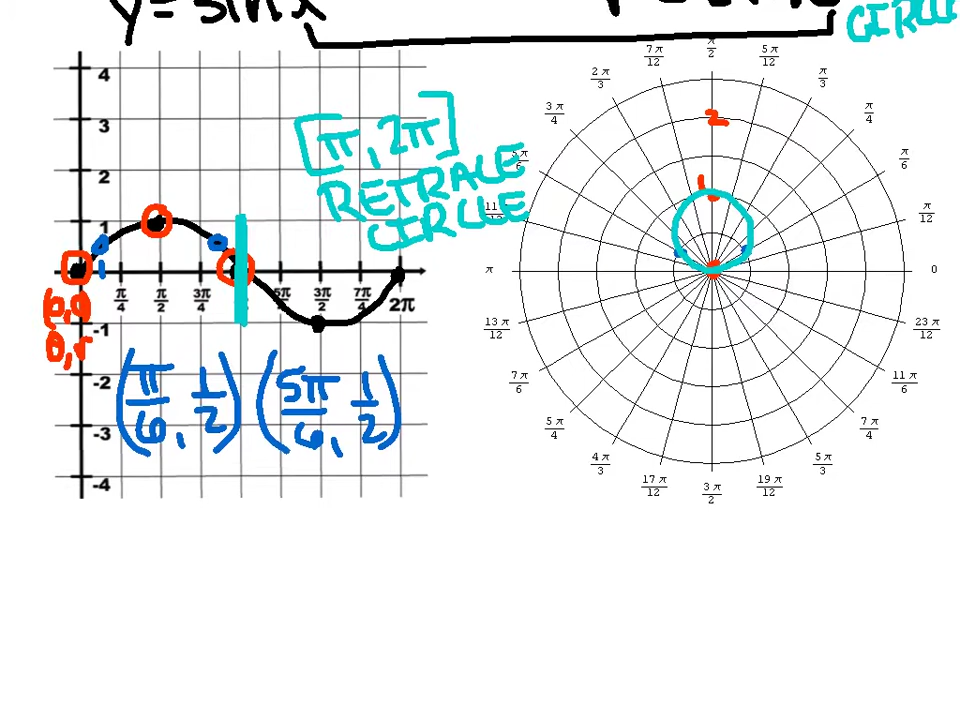 y = sin x
CIRCLE
4
3
2
1
-1
-2
-3
-4
π/4
π/2
3π/4
5π/4
3π/2
7π/4
2π
[π, 2π]
RETRACE
CIRCLE
θ, r
(π/6, 1/2) (5π/6, 1/2)
2
1
π/2
5π/12
π/3
π/4
π/6
π/12
0
23π/12
11π/6
7π/4
5π/3
19π/12
3π/2
17π/12
4π/3
5π/4
7π/6
13π/12
π
5π/6
3π/4
2π/3
7π/12